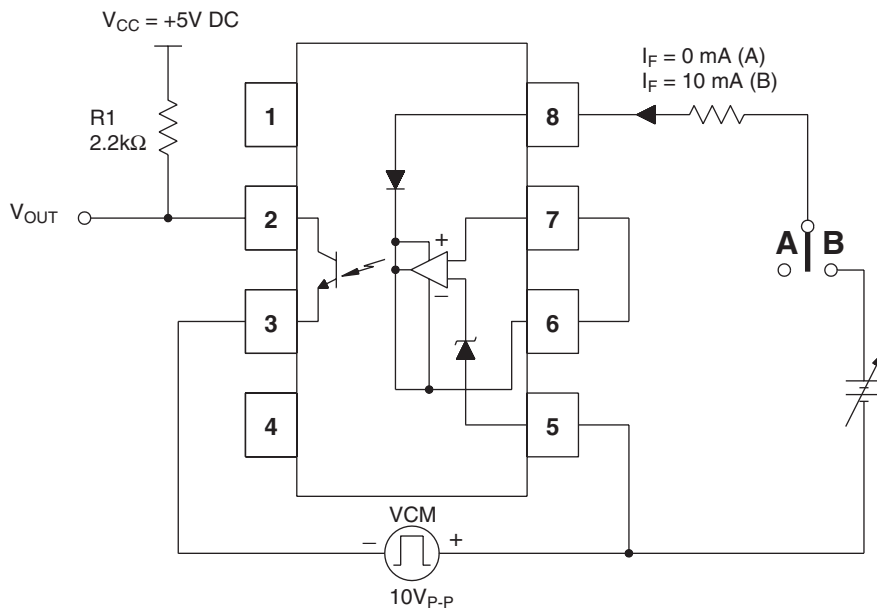 V_CC = +5V DC
R1
2.2kΩ
V_OUT
1
2
3
4
8
7
6
5
+
–
I_F = 0 mA (A)
I_F = 10 mA (B)
A B
VCM
– +
10V_P-P